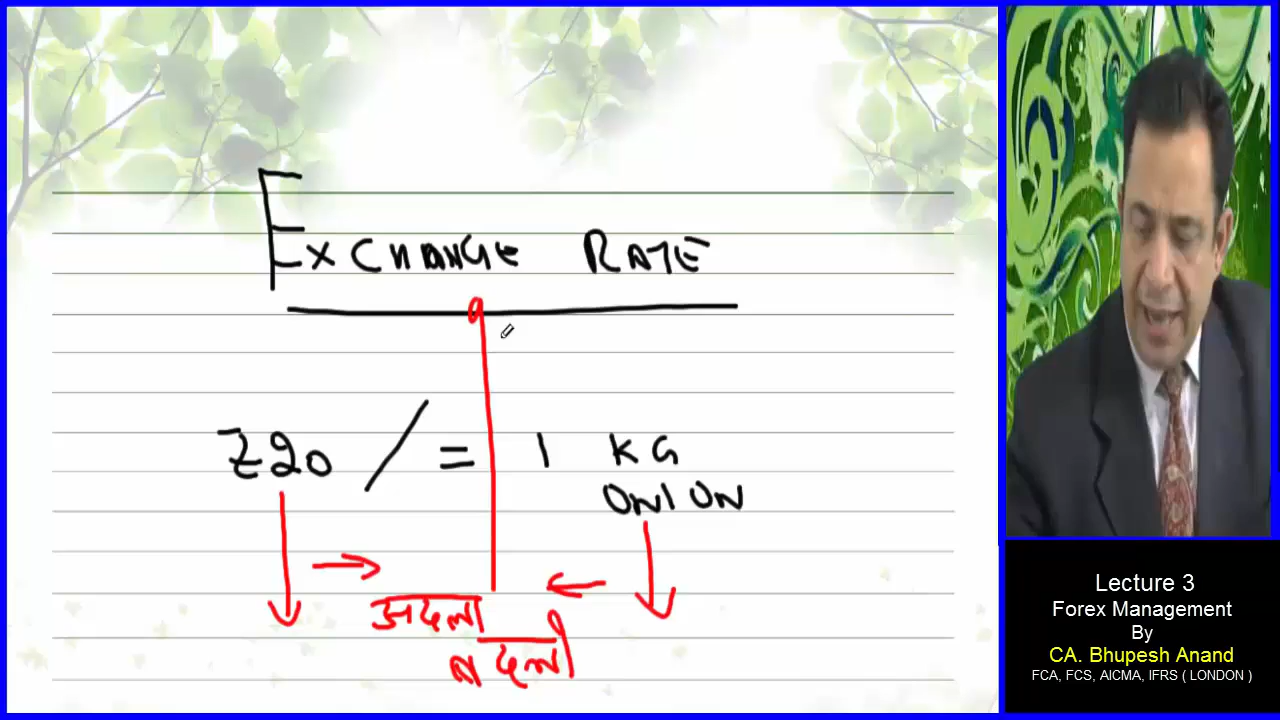 EXCHANGE RATE
₹20/= 1 KG
ONION
अदला
बदली
Lecture 3
Forex Management
By
CA. Bhupesh Anand
FCA, FCS, AICMA, IFRS ( LONDON )